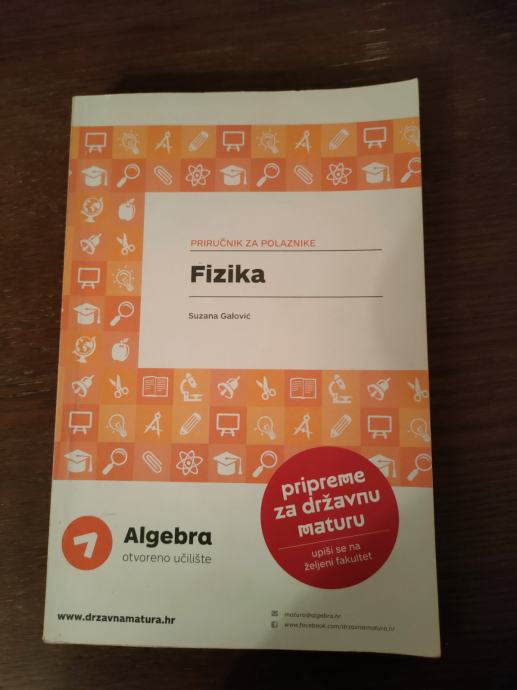 PRIRUČNIK ZA POLAZNIKE
Fizika
Suzana Galović
pripreme
za državnu
maturu
upiši se na
željeni fakultet
Algebra
otvoreno učilište
www.drzavnamatura.hr
matura@algebra.hr
www.facebook.com/drzavnamatura.hr